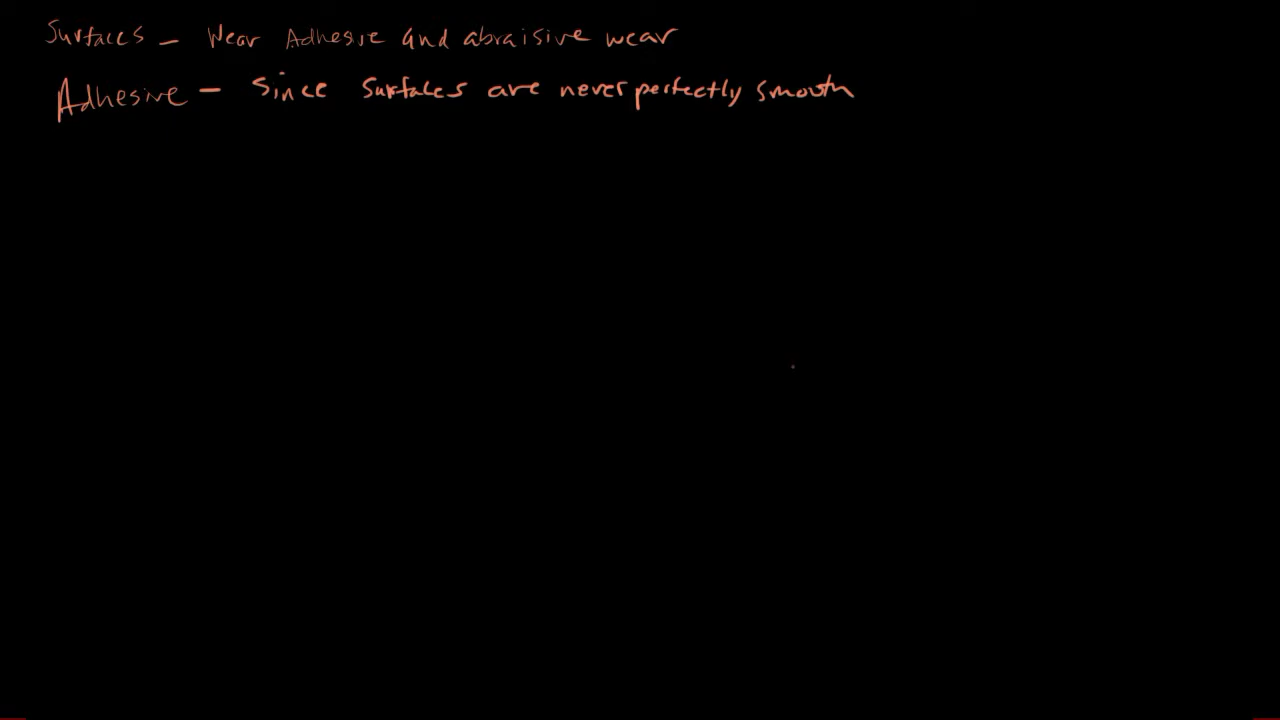 Surfaces - Wear Adhesive and abraisive wear
Adhesive - Since surfaces are never perfectly smooth